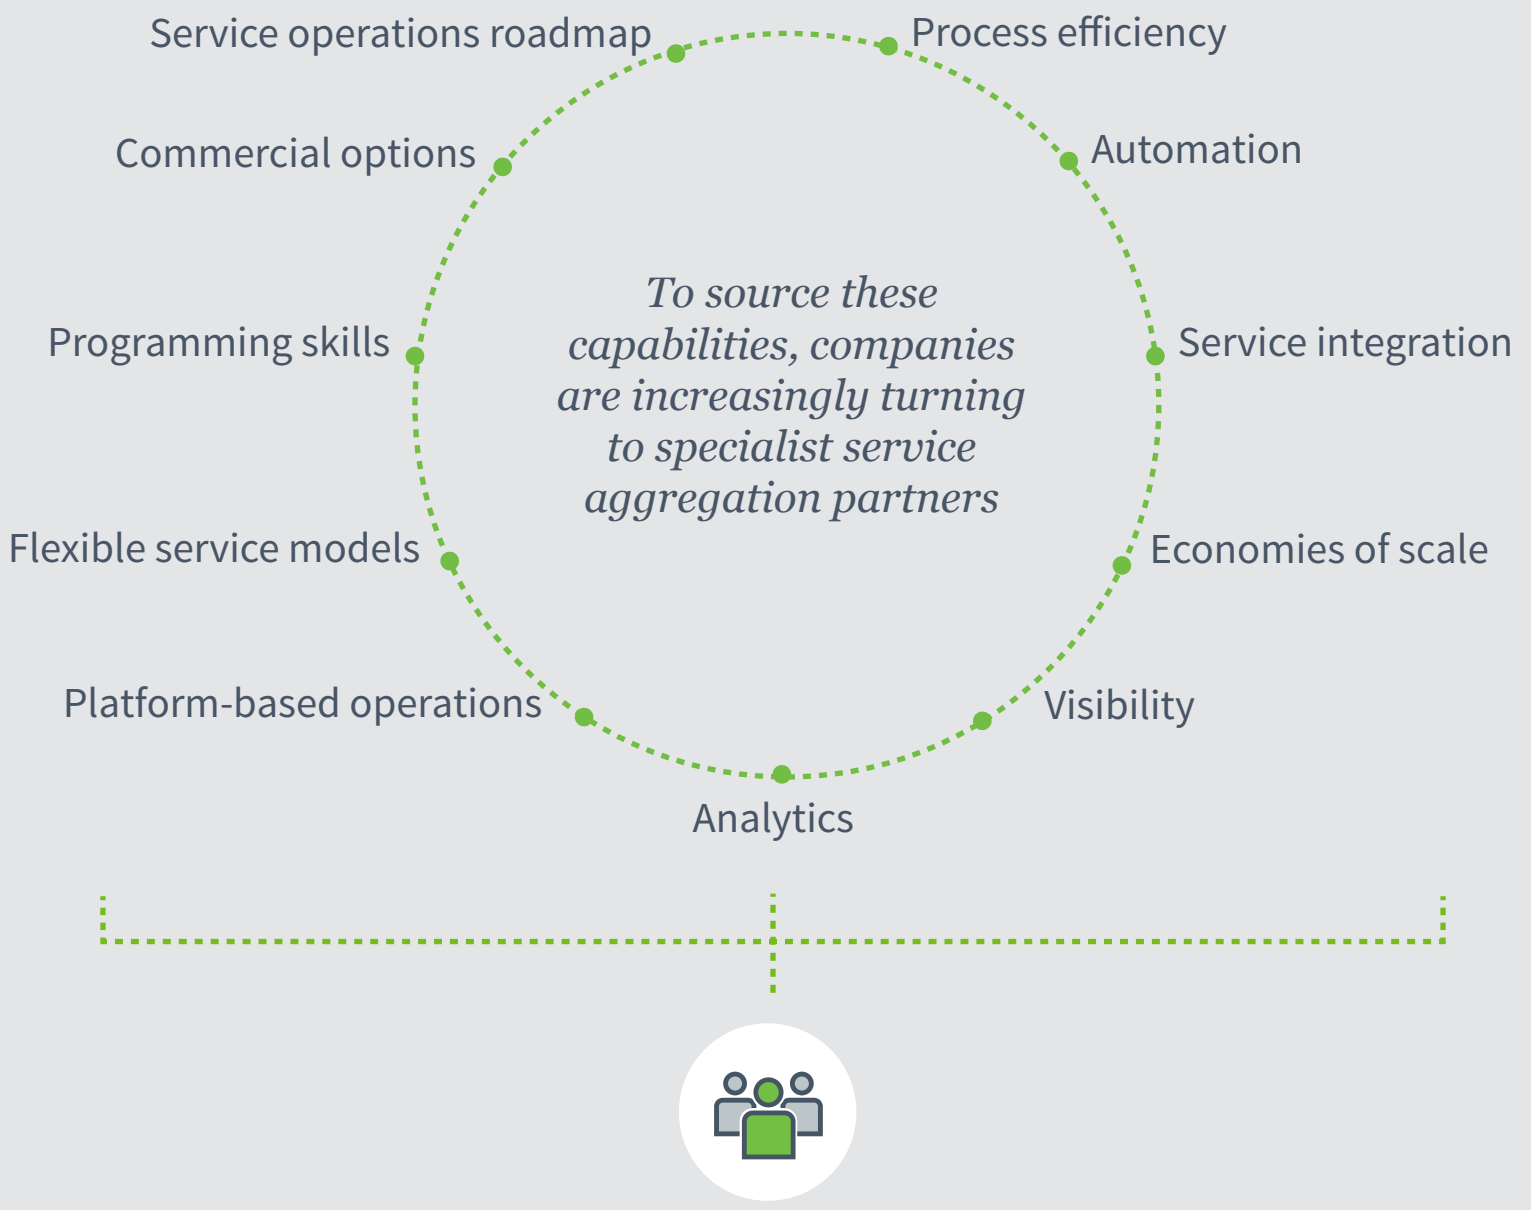 Service operations roadmap
Process efficiency
Commercial options
Automation
To source these
capabilities, companies
are increasingly turning
to specialist service
aggregation partners
Programming skills
Service integration
Flexible service models
Economies of scale
Platform-based operations
Visibility
Analytics